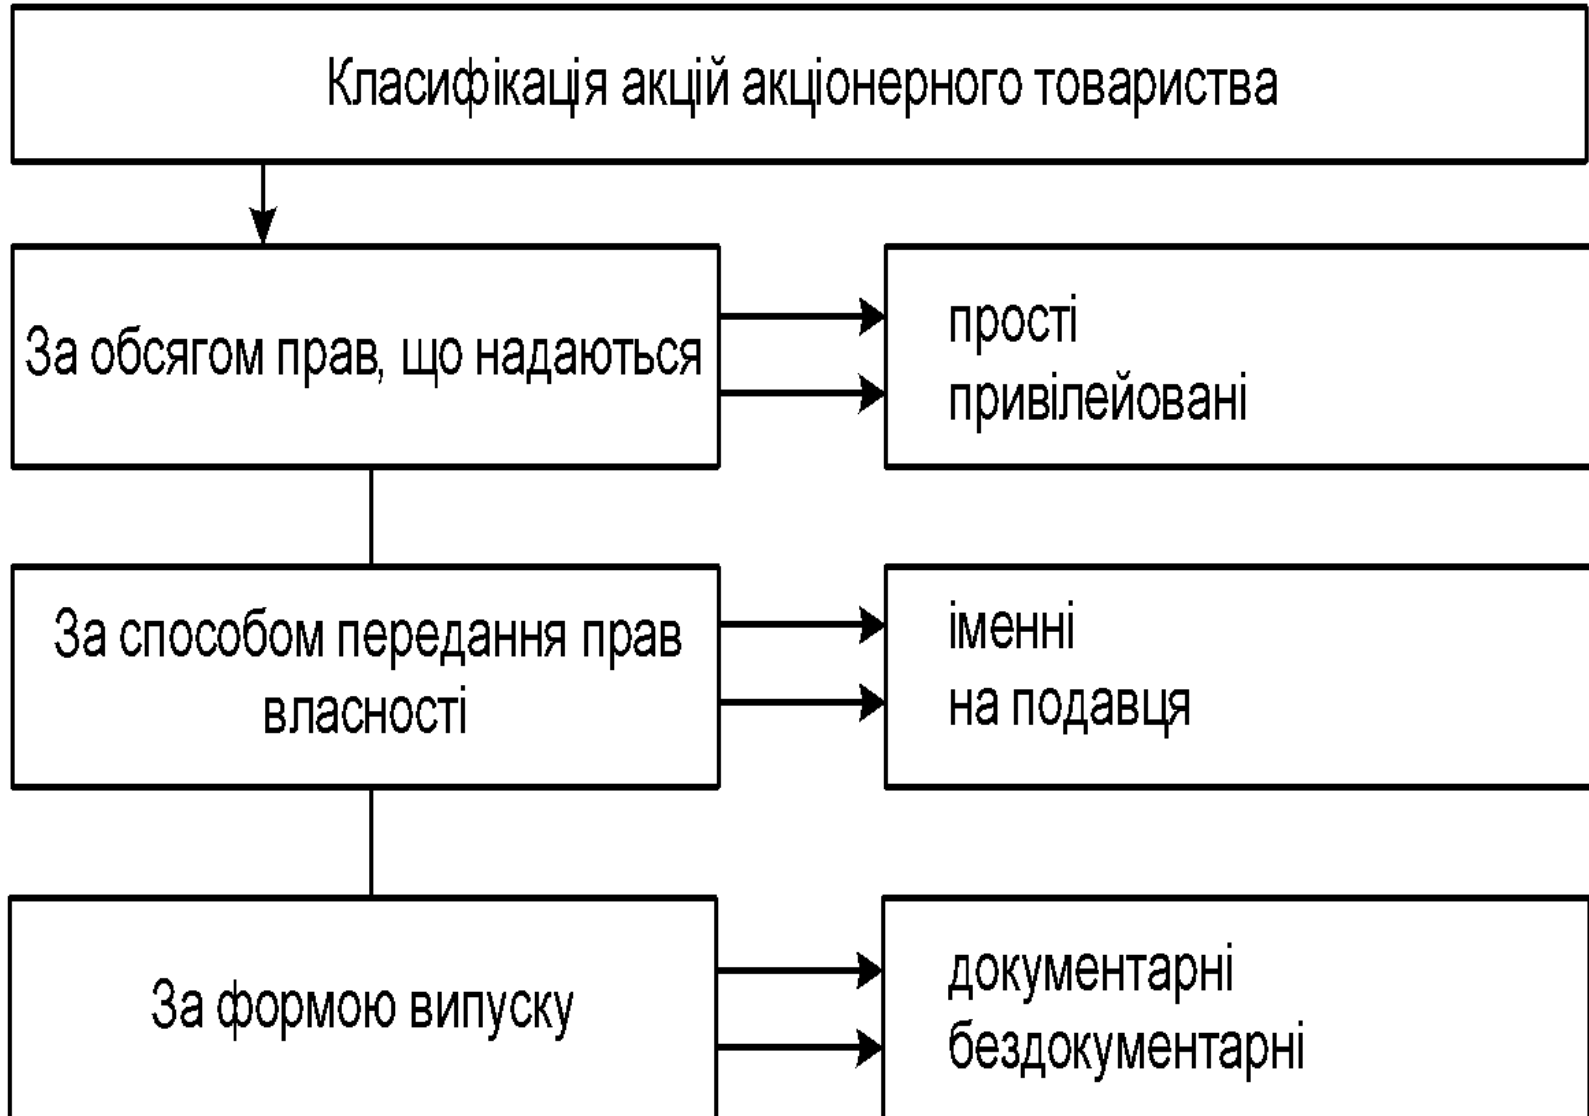 Класифікація акцій акціонерного товариства
За обсягом прав, що надаються
прості
привілейовані
За способом передання прав
власності
іменні
на подавця
За формою випуску
документарні
бездокументарні